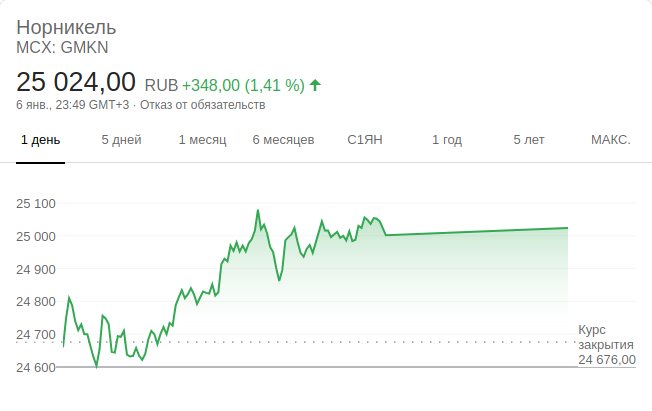 Норникель
MCX: GMKN
25 024,00 RUB +348,00 (1,41 %)
6 янв., 23:49 GMT+3 · Отказ от обязательств
1 день 5 дней 1 месяц 6 месяцев С1ЯН 1 год 5 лет МАКС.
25 100
25 000
24 900
24 800
24 700
24 600
Курс
закрытия
24 676,00